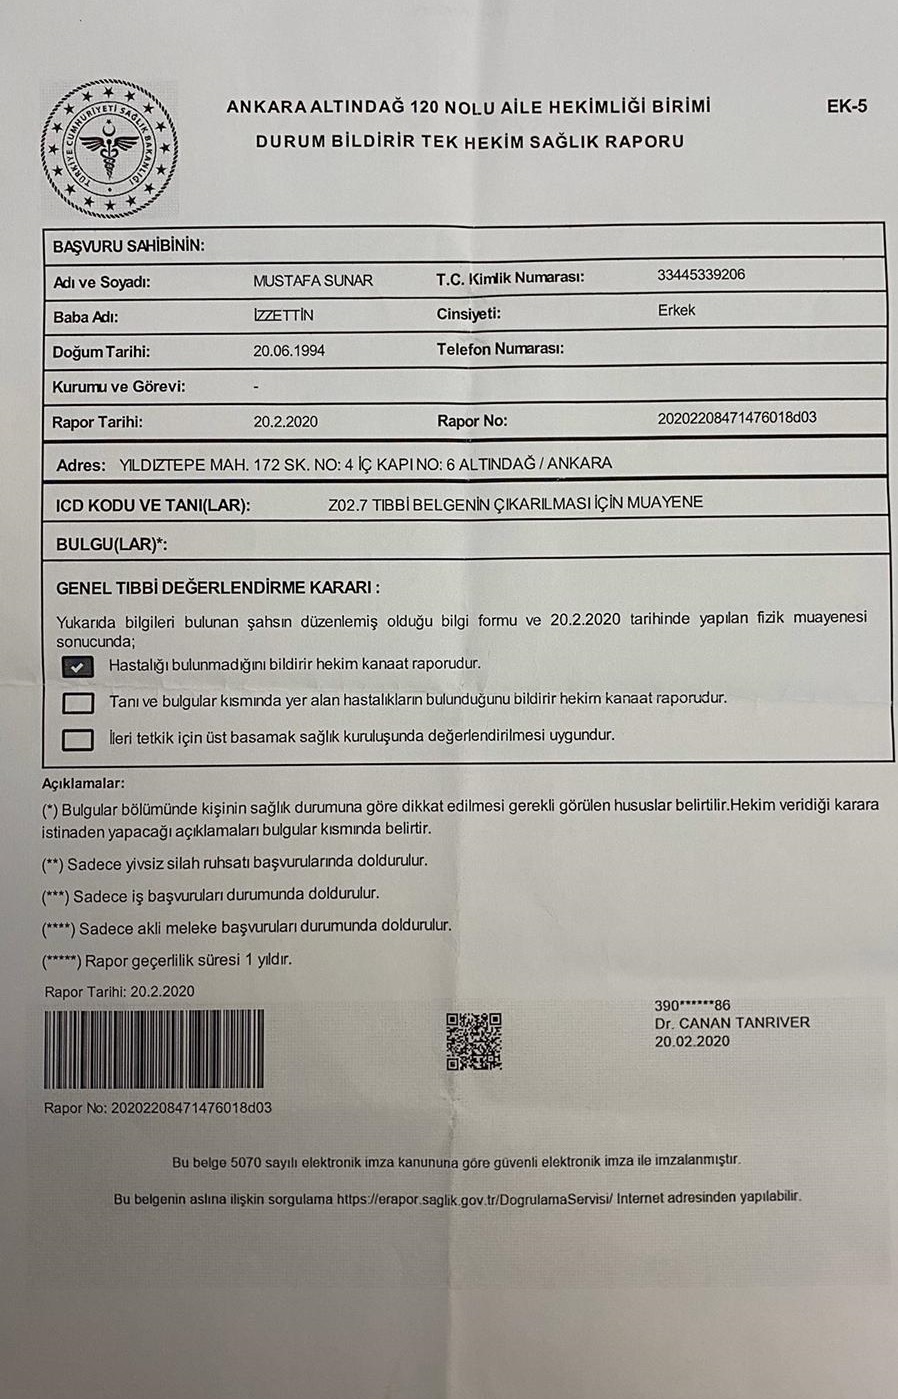 TÜRKİYE CUMHURİYETİ SAĞLIK BAKANLIĞI
ANKARA ALTINDAĞ 120 NOLU AİLE HEKİMLİĞİ BİRİMİ
EK-5
DURUM BİLDİRİR TEK HEKİM SAĞLIK RAPORU
BAŞVURU SAHİBİNİN:
Adı ve Soyadı: MUSTAFA SUNAR T.C. Kimlik Numarası: 33445339206
Baba Adı: İZZETTİN Cinsiyeti: Erkek
Doğum Tarihi: 20.06.1994 Telefon Numarası:
Kurumu ve Görevi: -
Rapor Tarihi: 20.2.2020 Rapor No: 20202208471476018d03
Adres: YILDIZTEPE MAH. 172 SK. NO: 4 İÇ KAPI NO: 6 ALTINDAĞ / ANKARA
ICD KODU VE TANI(LAR): Z02.7 TIBBİ BELGENİN ÇIKARILMASI İÇİN MUAYENE
BULGU(LAR)*:
GENEL TIBBİ DEĞERLENDİRME KARARI :
Yukarıda bilgileri bulunan şahsın düzenlemiş olduğu bilgi formu ve 20.2.2020 tarihinde yapılan fizik muayenesi
sonucunda;
Hastalığı bulunmadığını bildirir hekim kanaat raporudur.
Tanı ve bulgular kısmında yer alan hastalıkların bulunduğunu bildirir hekim kanaat raporudur.
İleri tetkik için üst basamak sağlık kuruluşunda değerlendirilmesi uygundur.
Açıklamalar:
(*) Bulgular bölümünde kişinin sağlık durumuna göre dikkat edilmesi gerekli görülen hususlar belirtilir.Hekim veridiği karara
istinaden yapacağı açıklamaları bulgular kısmında belirtir.
(**) Sadece yivsiz silah ruhsatı başvurularında doldurulur.
(***) Sadece iş başvuruları durumunda doldurulur.
(****) Sadece akli meleke başvuruları durumunda doldurulur.
(*****) Rapor geçerlilik süresi 1 yıldır.
Rapor Tarihi: 20.2.2020
390******86
Dr. CANAN TANRIVER
20.02.2020
Rapor No: 20202208471476018d03
Bu belge 5070 sayılı elektronik imza kanununa göre güvenli elektronik imza ile imzalanmıştır.
Bu belgenin aslına ilişkin sorgulama https://erapor.saglik.gov.tr/DogrulamaServisi/ Internet adresinden yapılabilir.